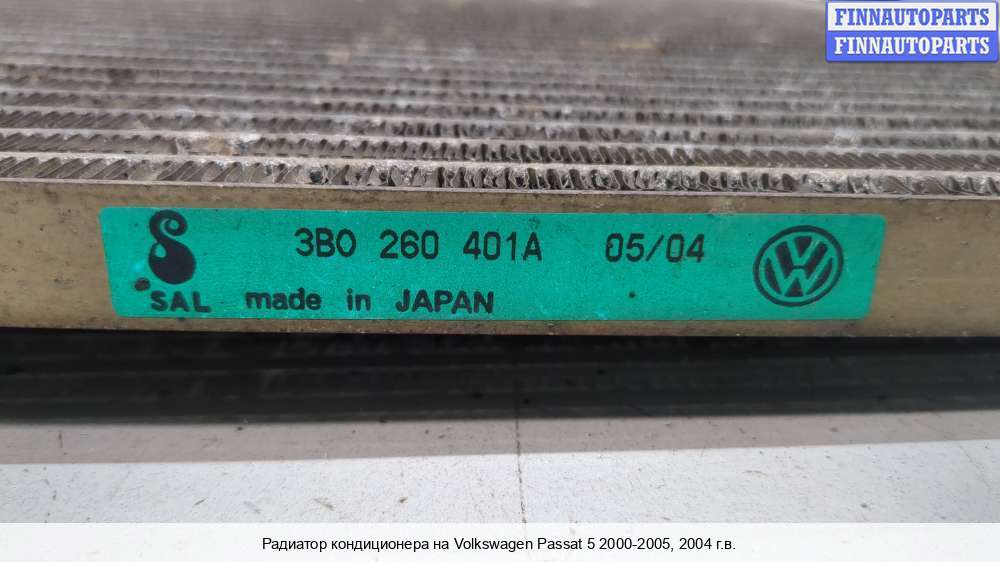 FINNAUTOPARTS
FINNAUTOPARTS
3B0 260 401A 05/04
SAL made in JAPAN
Радиатор кондиционера на Volkswagen Passat 5 2000-2005, 2004 г.в.